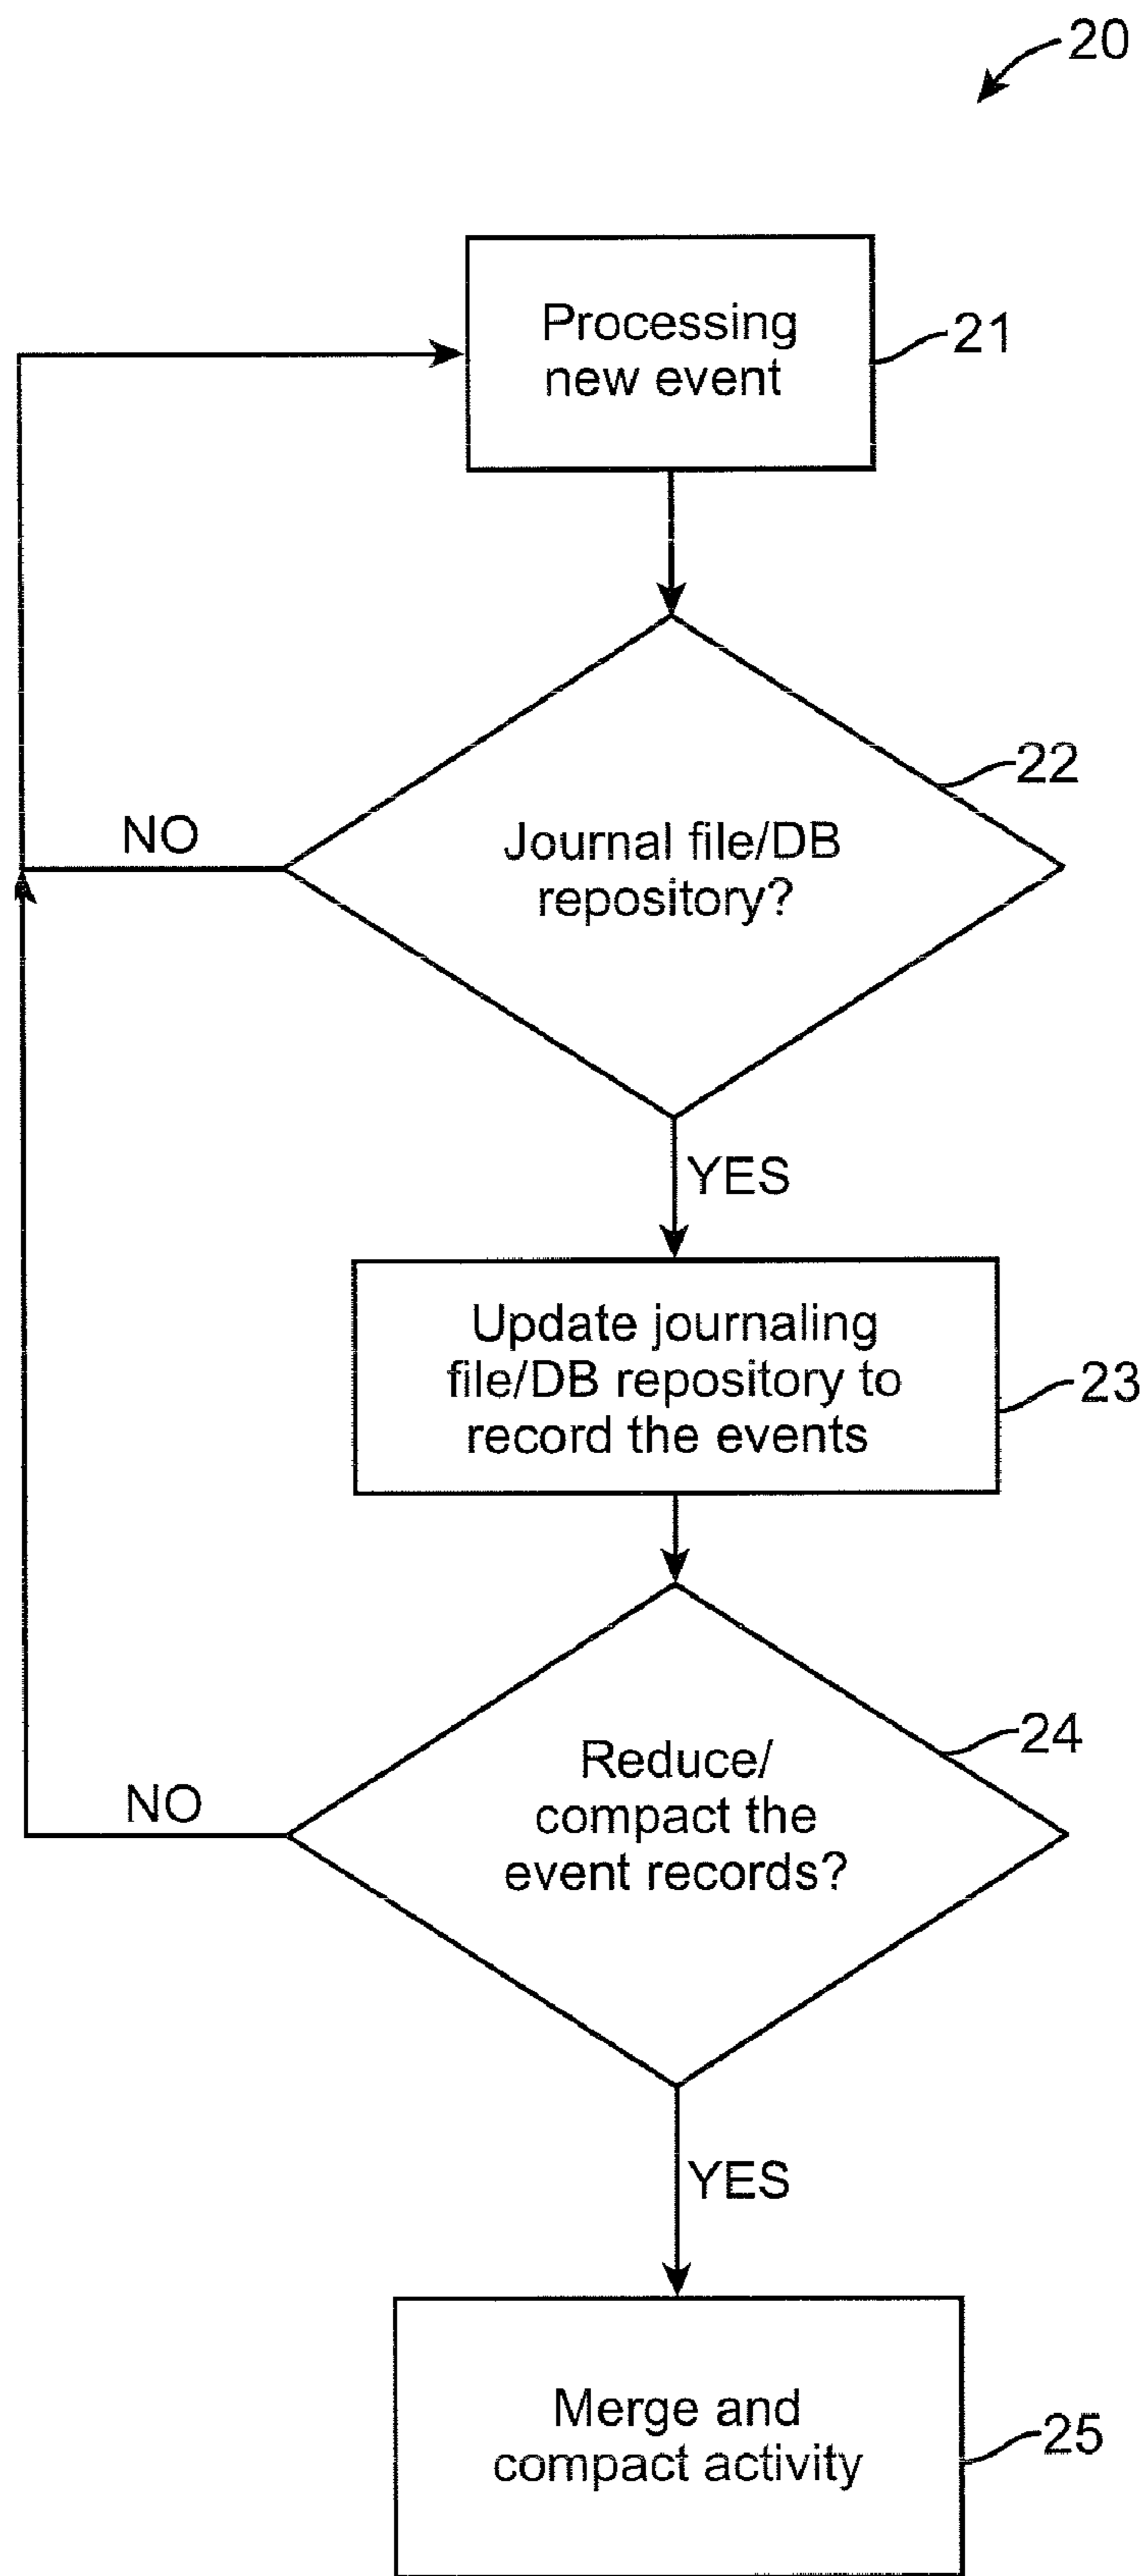 20
Processing
new event
21
Journal file/DB
repository?
22
NO
YES
Update journaling
file/DB repository to
record the events
23
Reduce/
compact the
event records?
24
NO
YES
Merge and
compact activity
25